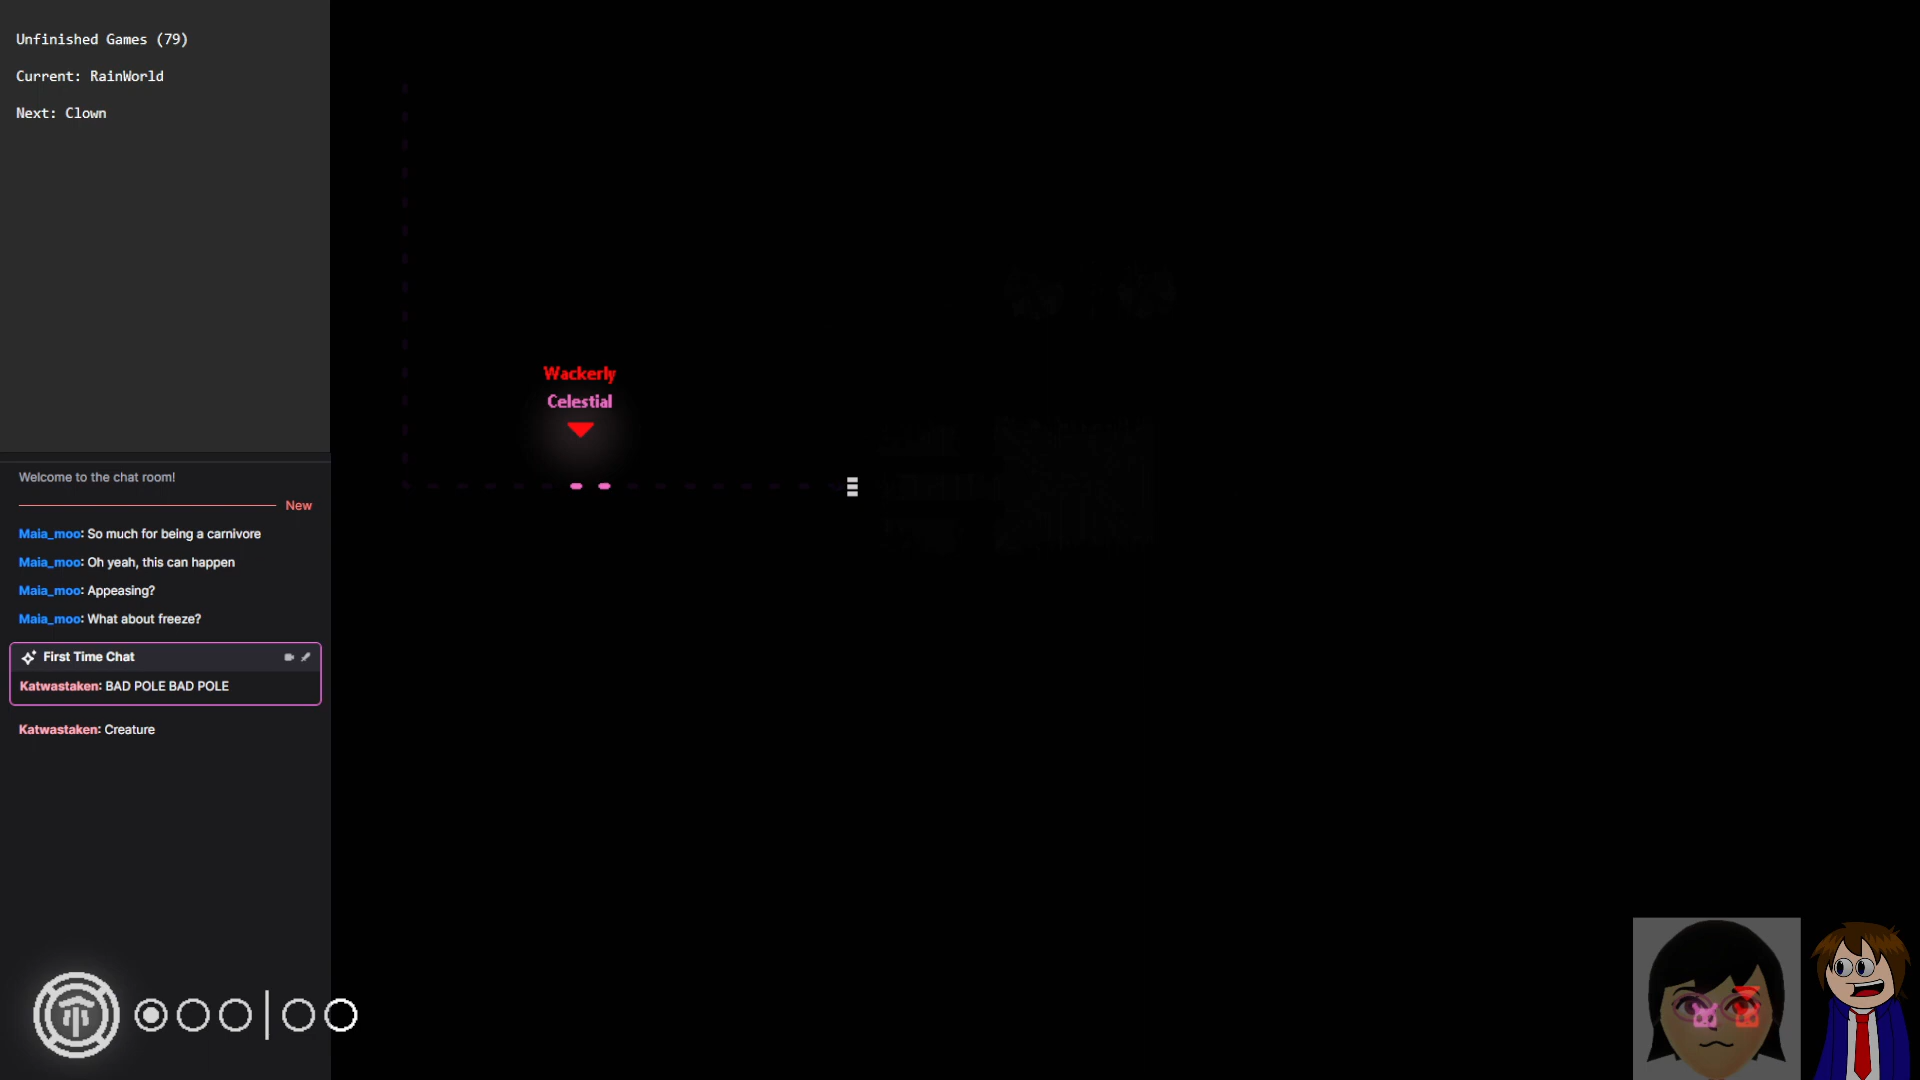 Unfinished Games (79)
Current: RainWorld
Next: Clown
Wackerly
Celestial
Welcome to the chat room!
New
Maia_moo: So much for being a carnivore
Maia_moo: Oh yeah, this can happen
Maia_moo: Appeasing?
Maia_moo: What about freeze?
First Time Chat
Katwastaken: BAD POLE BAD POLE
Katwastaken: Creature